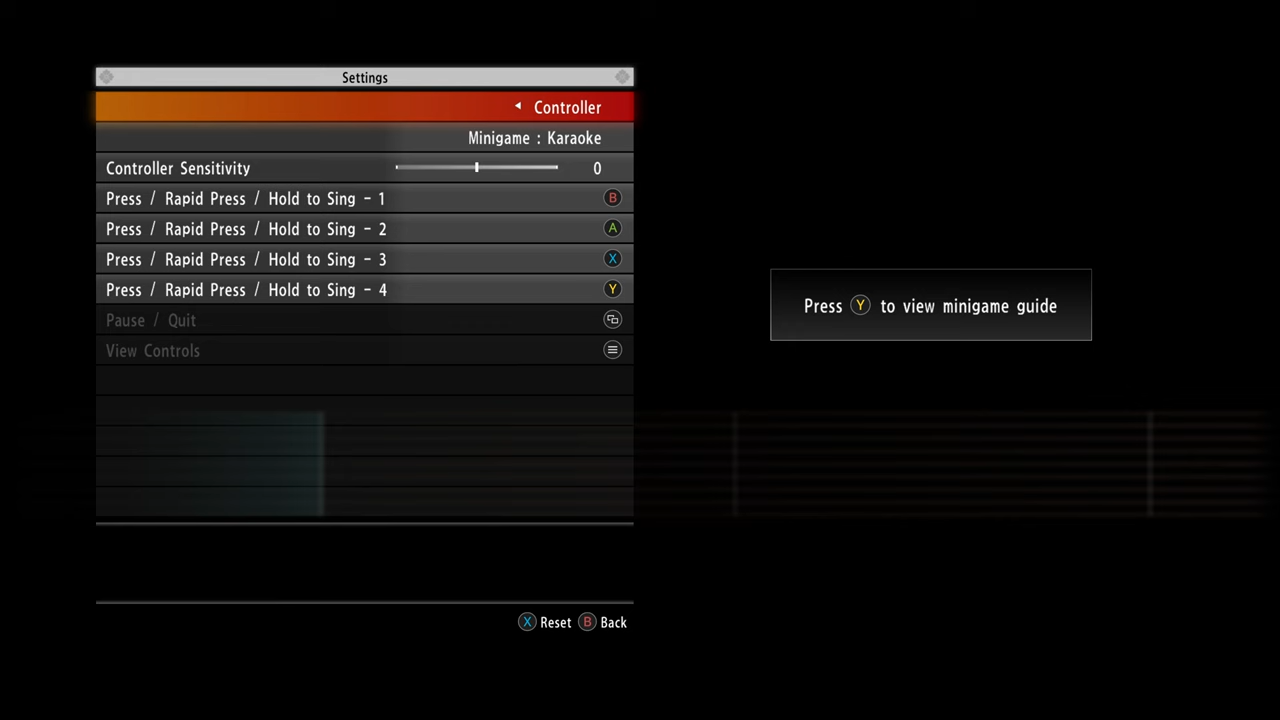 Settings
Controller
Minigame : Karaoke
Controller Sensitivity 0
Press / Rapid Press / Hold to Sing - 1 B
Press / Rapid Press / Hold to Sing - 2 A
Press / Rapid Press / Hold to Sing - 3 X
Press / Rapid Press / Hold to Sing - 4 Y
Pause / Quit
View Controls
Press Y to view minigame guide
X Reset B Back